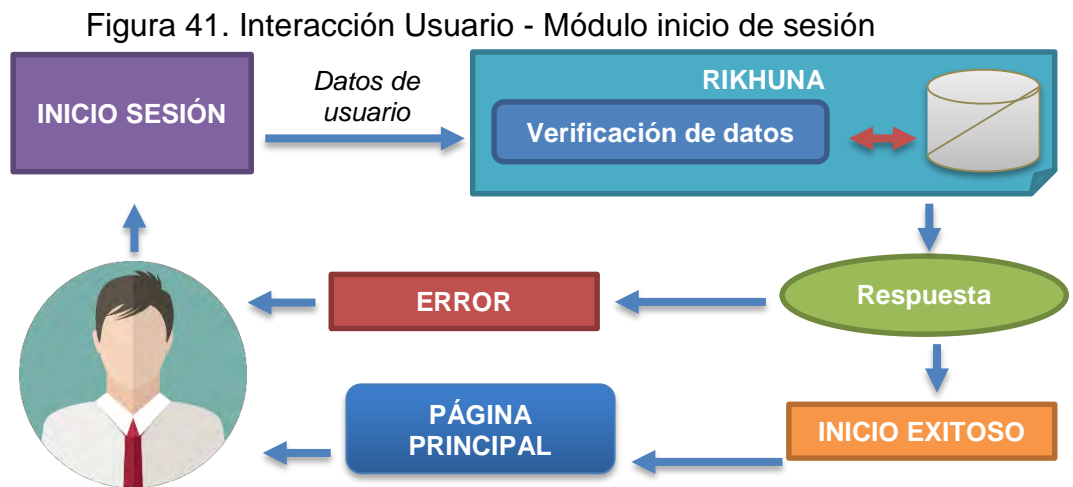 Figura 41. Interacción Usuario - Módulo inicio de sesión
INICIO SESIÓN
Datos de
usuario
RIKHUNA
Verificación de datos
Respuesta
ERROR
INICIO EXITOSO
PÁGINA
PRINCIPAL